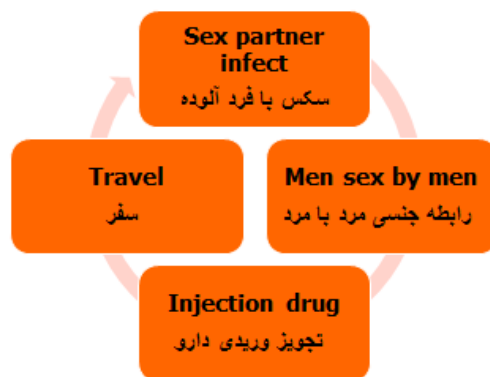 Sex partner
infect
سکس با فرد آلوده
Men sex by men
رابطه جنسی مرد با مرد
Injection drug
تجویز وریدی دارو
Travel
سفر